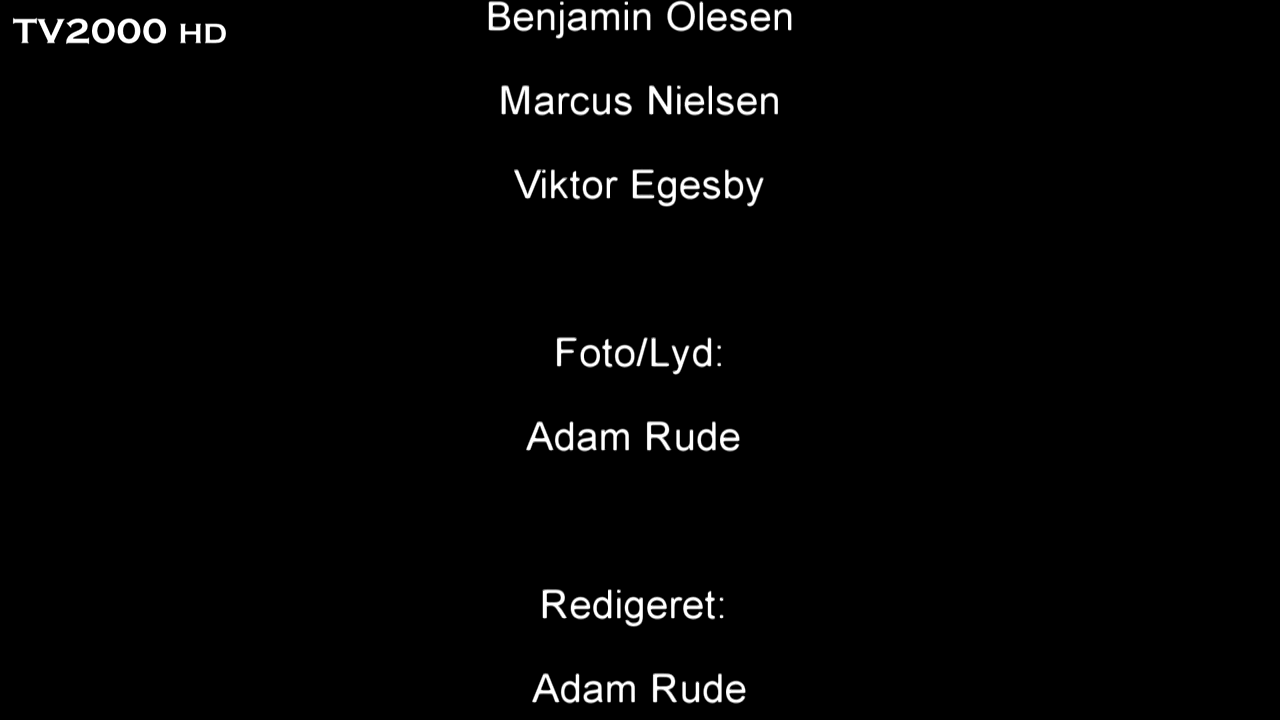 TV2000 HD
Benjamin Olesen
Marcus Nielsen
Viktor Egesby
Foto/Lyd:
Adam Rude
Redigeret:
Adam Rude